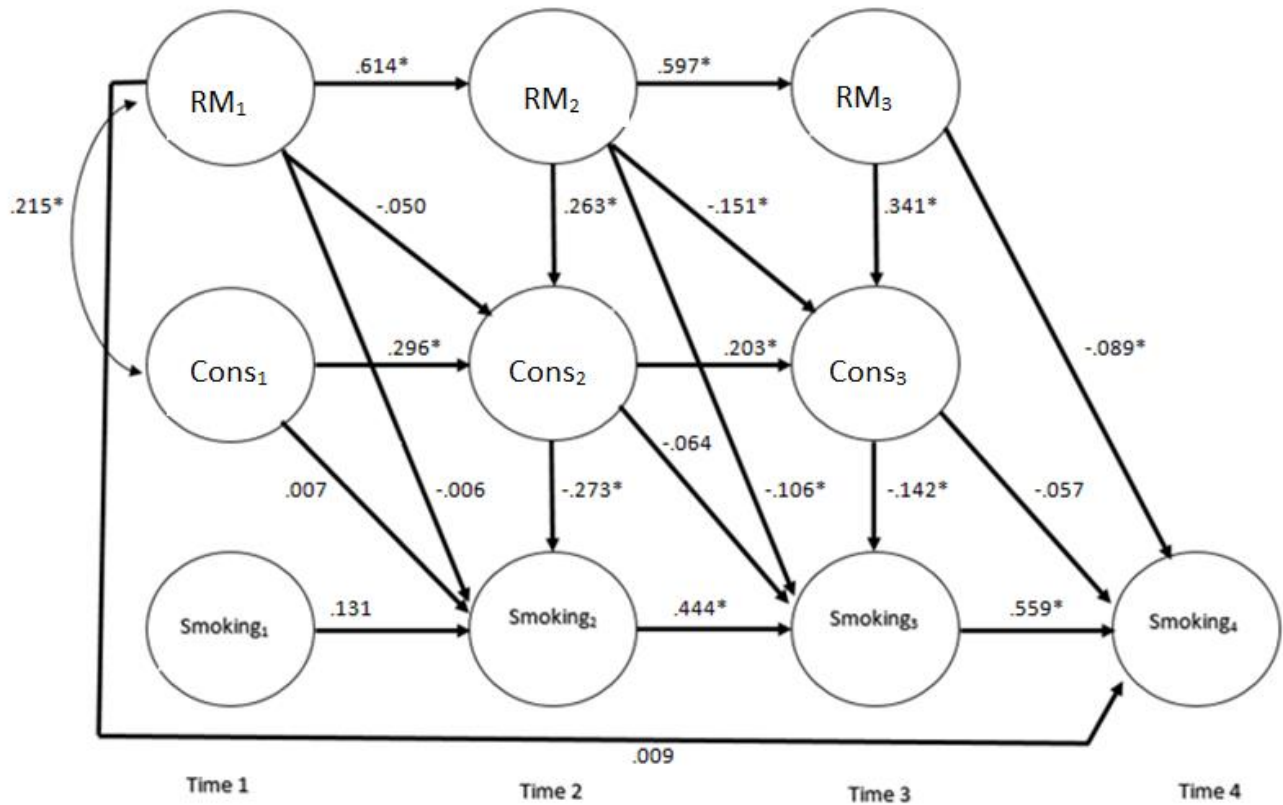 .614*
.597*
RM₁
RM₂
RM₃
.215*
-.050
.263*
-.151*
.341*
-.089*
.296*
.203*
Cons₁
Cons₂
Cons₃
.007
-.006
-.273*
-.064
-.106*
-.142*
-.057
.131
.444*
.559*
Smoking₁
Smoking₂
Smoking₃
Smoking₄
.009
Time 1
Time 2
Time 3
Time 4